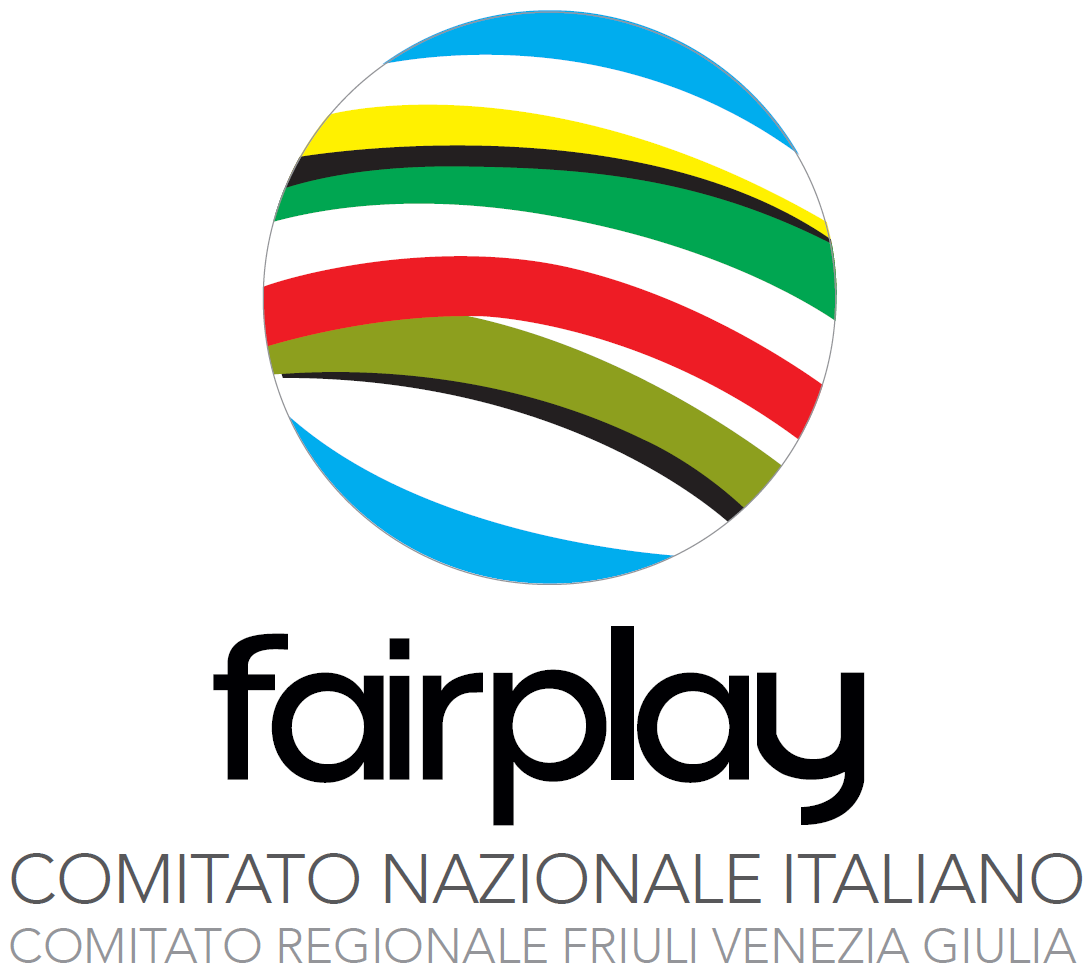 fairplay
COMITATO NAZIONALE ITALIANO
COMITATO REGIONALE FRIULI VENEZIA GIULIA